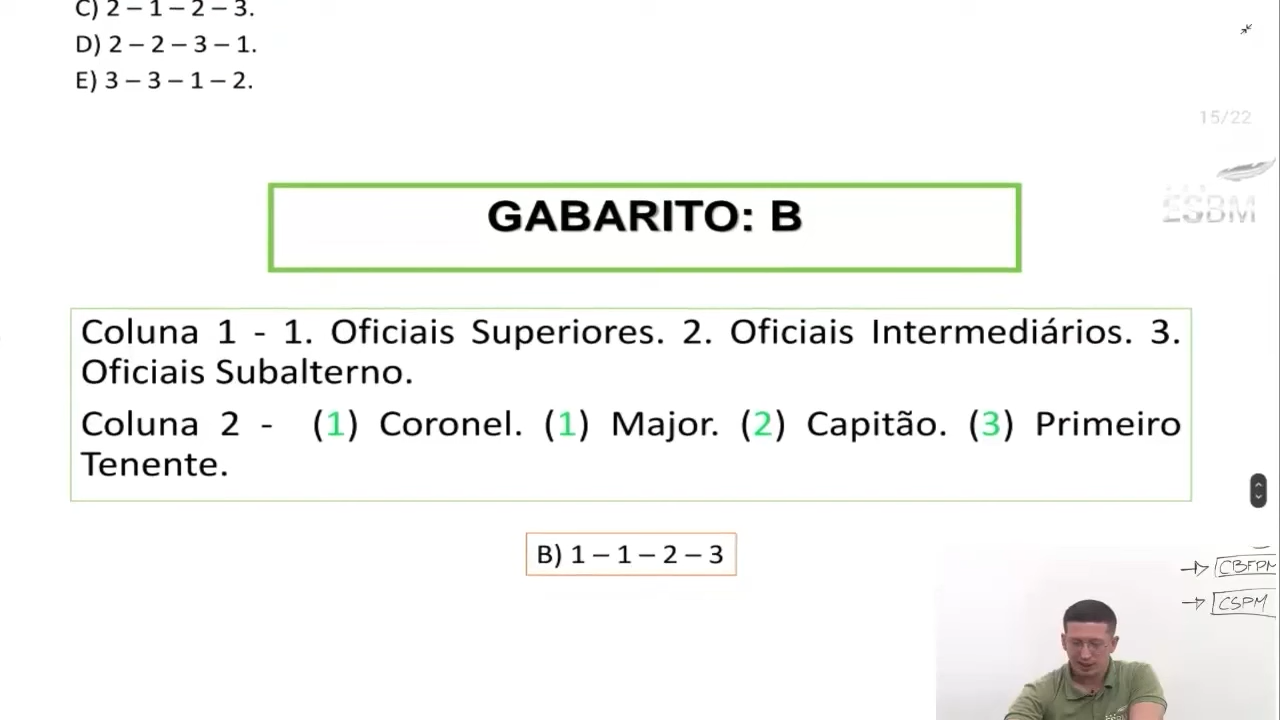 C) 2 – 1 – 2 – 3.
D) 2 – 2 – 3 – 1.
E) 3 – 3 – 1 – 2.
15/22
ESBM
GABARITO: B
Coluna 1 - 1. Oficiais Superiores. 2. Oficiais Intermediários. 3.
Oficiais Subalterno.
Coluna 2 - (1) Coronel. (1) Major. (2) Capitão. (3) Primeiro
Tenente.
B) 1 – 1 – 2 – 3
CBFPM
CSPM